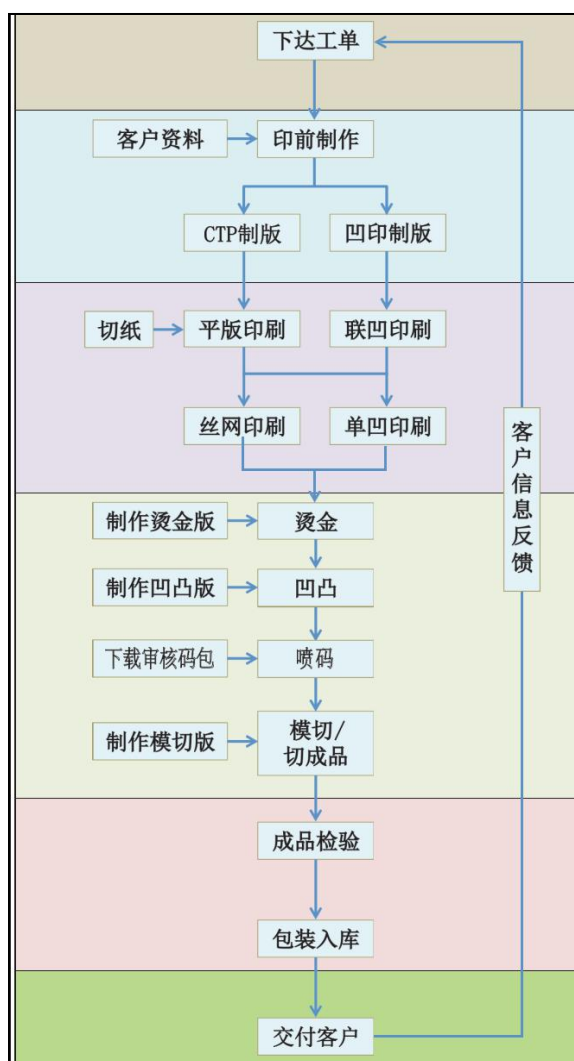 下达工单
客户资料
印前制作
CTP制版
凹印制版
切纸
平版印刷
联凹印刷
丝网印刷
单凹印刷
客户信息反馈
制作烫金版
烫金
制作凹凸版
凹凸
下载审核码包
喷码
制作模切版
模切/
切成品
成品检验
包装入库
交付客户